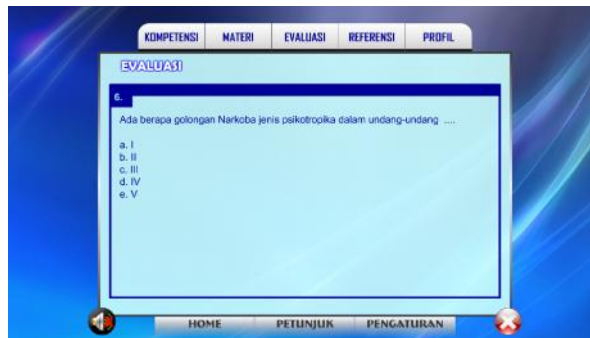 KOMPETENSI MATERI EVALUASI REFERENSI PROFIL
EVALUASI
6.
Ada berapa golongan Narkoba jenis psikotropika dalam undang-undang ....
a. I
b. II
c. III
d. IV
e. V
HOME PETUNJUK PENGATURAN